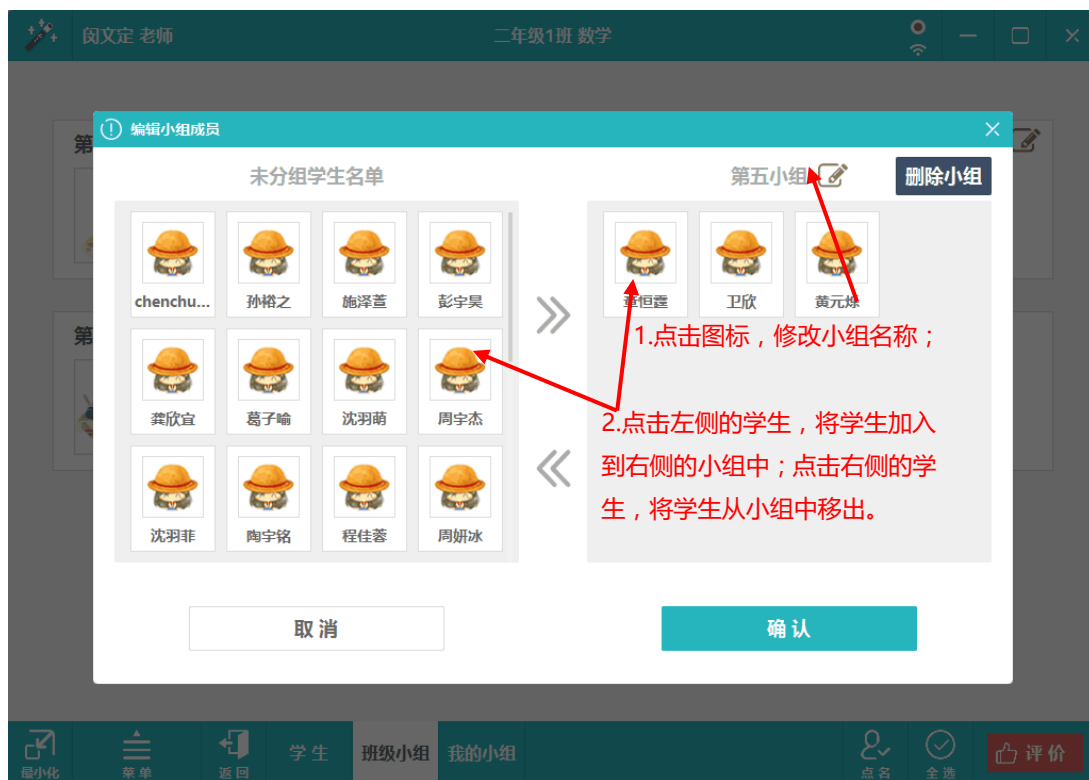 闵文定 老师
二年级1班 数学
编辑小组成员
第
未分组学生名单
第五小组
删除小组
chenchu...
孙裕之
施泽萱
彭宇昊
章恒霆
卫欣
黄元烁
1.点击图标，修改小组名称；
第
龚欣宜
葛子喻
沈羽萌
周宇杰
2.点击左侧的学生，将学生加入
到右侧的小组中；点击右侧的学
生，将学生从小组中移出。
沈羽菲
陶宇铭
程佳蓉
周妍冰
取 消
确 认
最小化
菜 单
返 回
学 生
班级小组
我的小组
点 名
全 选
评 价